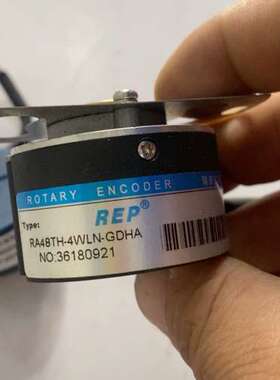 ROTARY ENCODER
Type: REP®
RA48TH-4WLN-GDHA
NO:36180921